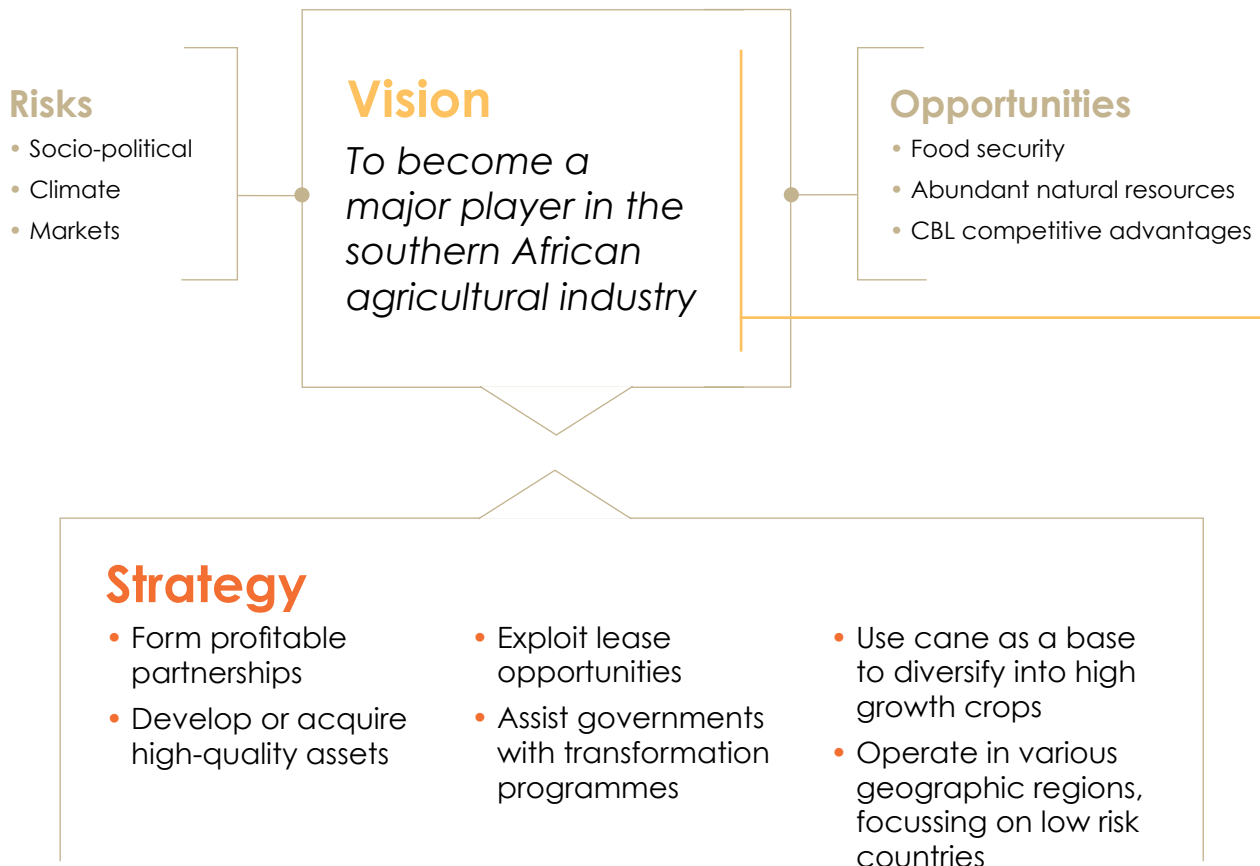 Risks
• Socio-political
• Climate
• Markets
Vision
To become a
major player in the
southern African
agricultural industry
Opportunities
• Food security
• Abundant natural resources
• CBL competitive advantages
Strategy
• Form profitable
partnerships
• Develop or acquire
high-quality assets
• Exploit lease
opportunities
• Assist governments
with transformation
programmes
• Use cane as a base
to diversify into high
growth crops
• Operate in various
geographic regions,
focussing on low risk
countries